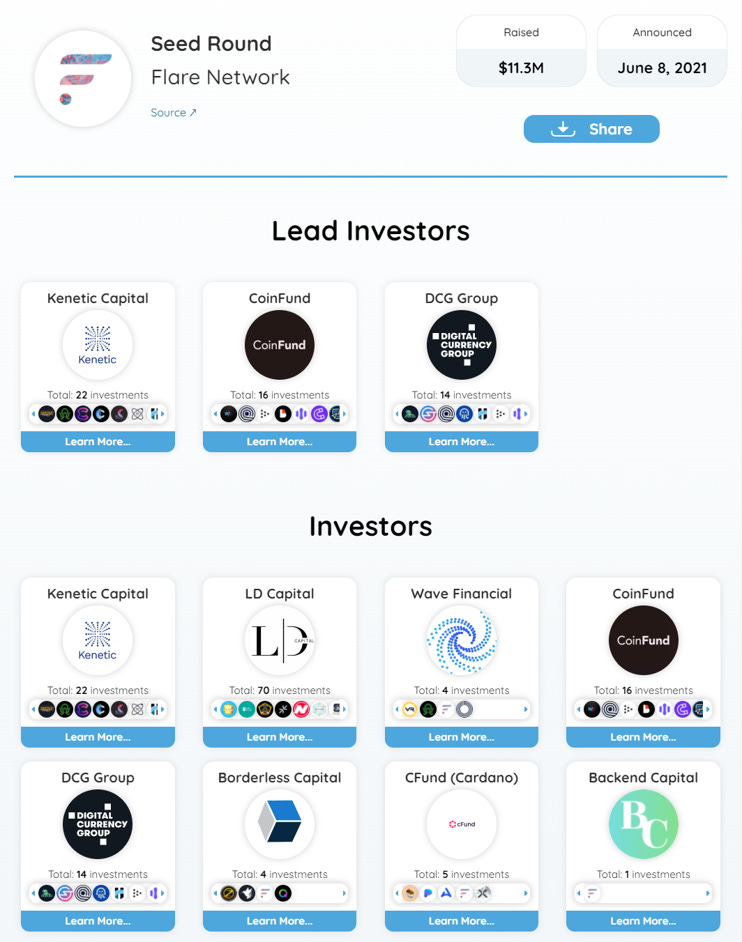 Seed Round
Flare Network
Source ↗
Raised
$11.3M
Announced
June 8, 2021
Share
Lead Investors
Kenetic Capital
Kenetic
Total: 22 investments
Learn More...
CoinFund
CoinFund
Total: 16 investments
Learn More...
DCG Group
DIGITAL
CURRENCY
GROUP
Total: 14 investments
Learn More...
Investors
Kenetic Capital
Kenetic
Total: 22 investments
Learn More...
LD Capital
LD CAPITAL
Total: 70 investments
Learn More...
Wave Financial
Total: 4 investments
Learn More...
CoinFund
CoinFund
Total: 16 investments
Learn More...
DCG Group
DIGITAL
CURRENCY
GROUP
Total: 14 investments
Learn More...
Borderless Capital
Total: 4 investments
Learn More...
CFund (Cardano)
cFund
Total: 5 investments
Learn More...
Backend Capital
BC
Total: 1 investments
Learn More...